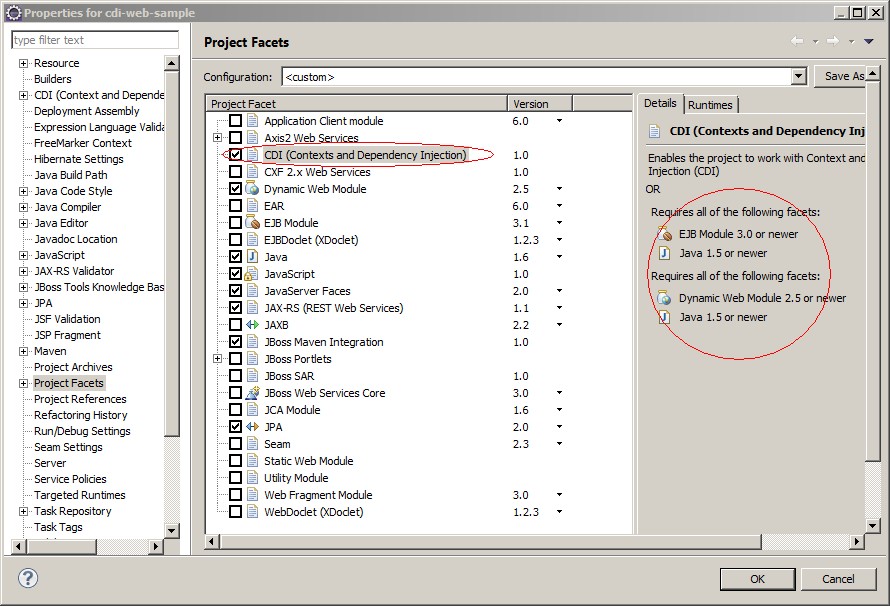 Properties for cdi-web-sample
type filter text
Resource
Builders
CDI (Context and Depende
Deployment Assembly
Expression Language Valida
FreeMarker Context
Hibernate Settings
Java Build Path
Java Code Style
Java Compiler
Java Editor
Javadoc Location
JavaScript
JAX-RS Validator
JBoss Tools Knowledge Bas
JPA
JSF Validation
JSP Fragment
Maven
Project Archives
Project Facets
Project References
Refactoring History
Run/Debug Settings
Seam Settings
Server
Service Policies
Targeted Runtimes
Task Repository
Task Tags
Project Facets
Configuration: <custom> Save As
Project Facet Version
Application Client module 6.0
Axis2 Web Services
CDI (Contexts and Dependency Injection) 1.0
CXF 2.x Web Services 1.0
Dynamic Web Module 2.5
EAR 6.0
EJB Module 3.1
EJBDoclet (XDoclet) 1.2.3
Java 1.6
JavaScript 1.0
JavaServer Faces 2.0
JAX-RS (REST Web Services) 1.1
JAXB 2.2
JBoss Maven Integration 1.0
JBoss Portlets
JBoss SAR 1.0
JBoss Web Services Core 3.0
JCA Module 1.6
JPA 2.0
Seam 2.3
Static Web Module
Utility Module
Web Fragment Module 3.0
WebDoclet (XDoclet) 1.2.3
Details Runtimes
CDI (Contexts and Dependency Inj
Enables the project to work with Context and
Injection (CDI)
OR
Requires all of the following facets:
EJB Module 3.0 or newer
Java 1.5 or newer
Requires all of the following facets:
Dynamic Web Module 2.5 or newer
Java 1.5 or newer
? OK Cancel